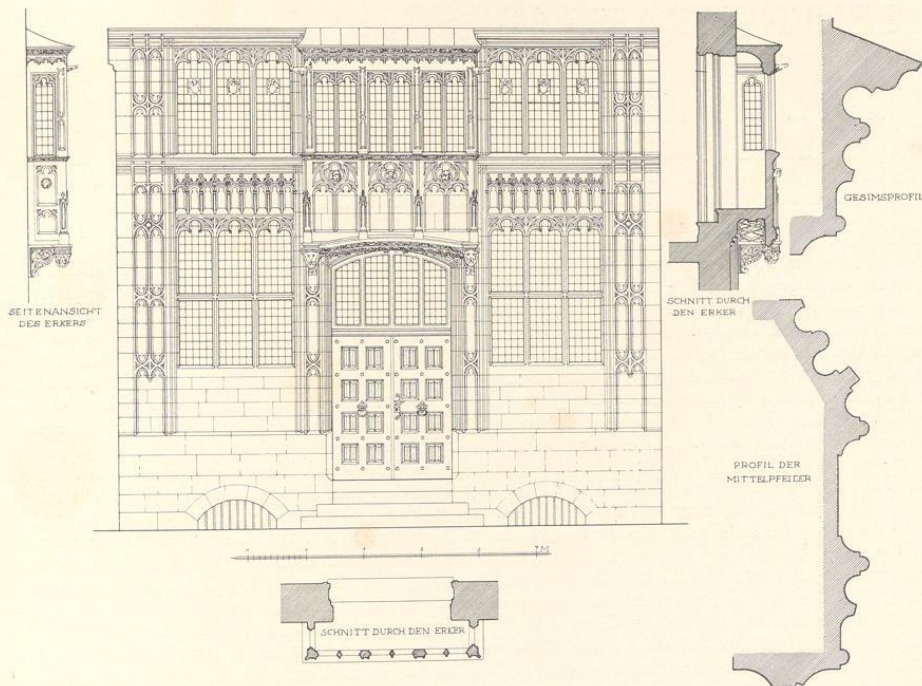 SEITENANSICHT
DES ERKERS
SCHNITT DURCH
DEN ERKER
GESIMSPROFIL
PROFIL DER
MITTELPFEILER
M
SCHNITT DURCH DEN ERKER